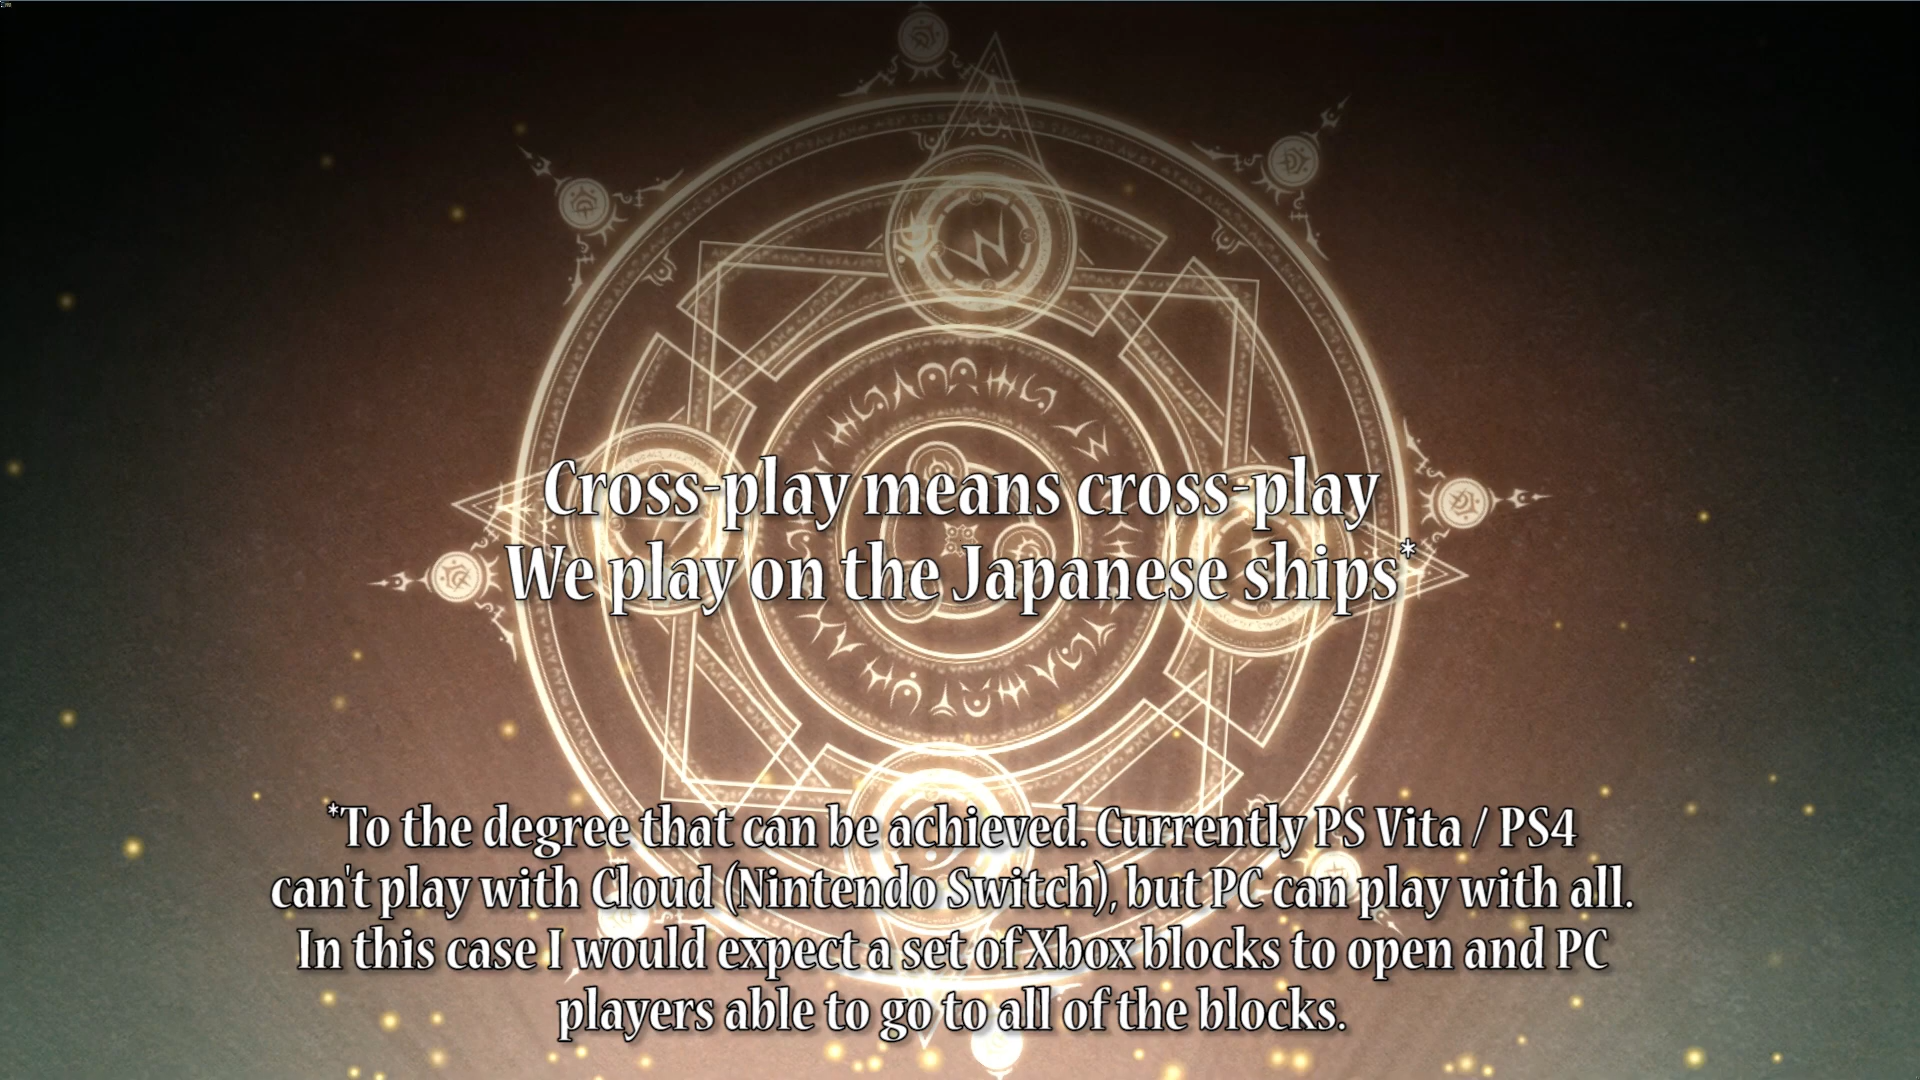 Cross-play means cross-play
We play on the Japanese ships*
*To the degree that can be achieved. Currently PS Vita / PS4
can't play with Cloud (Nintendo Switch), but PC can play with all.
In this case I would expect a set of Xbox blocks to open and PC
players able to go to all of the blocks.